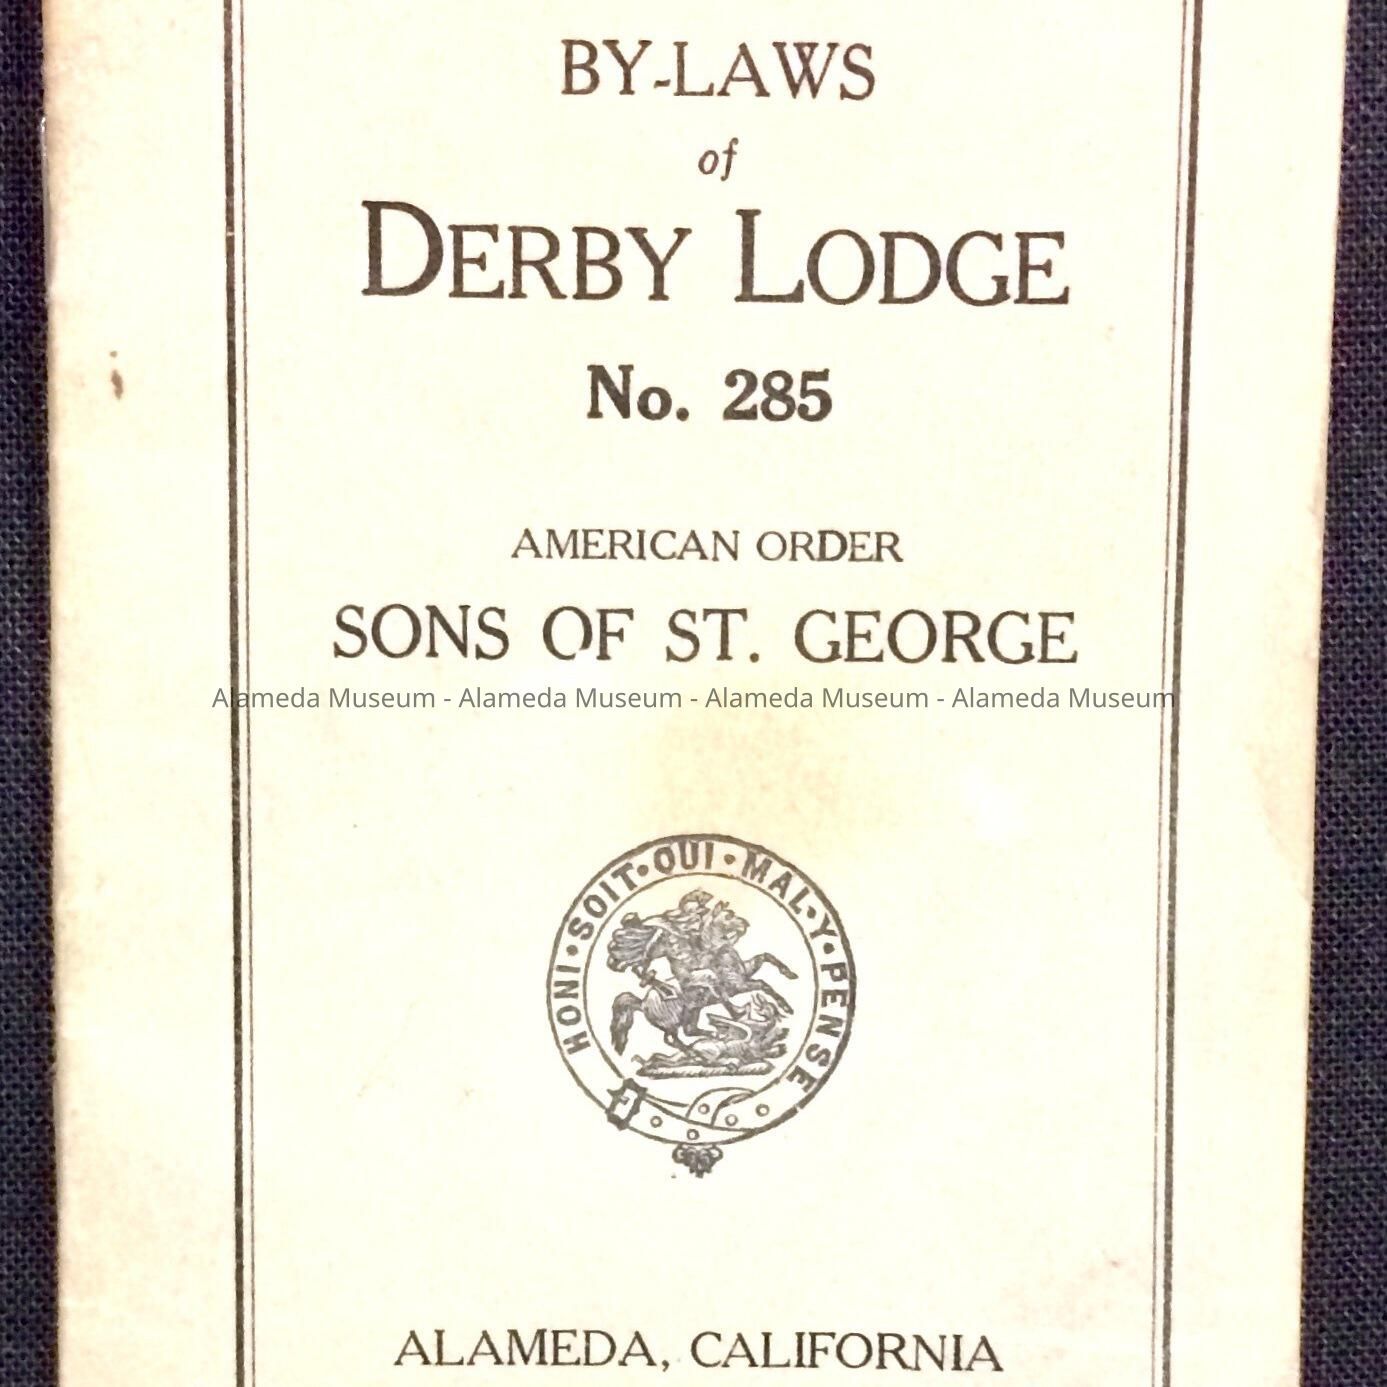 BY-LAWS
of
DERBY LODGE
No. 285
AMERICAN ORDER
SONS OF ST. GEORGE
Alameda Museum - Alameda Museum - Alameda Museum - Alameda Museum
HONI · SOIT · QUI · MAL · Y · PENSE
ALAMEDA, CALIFORNIA